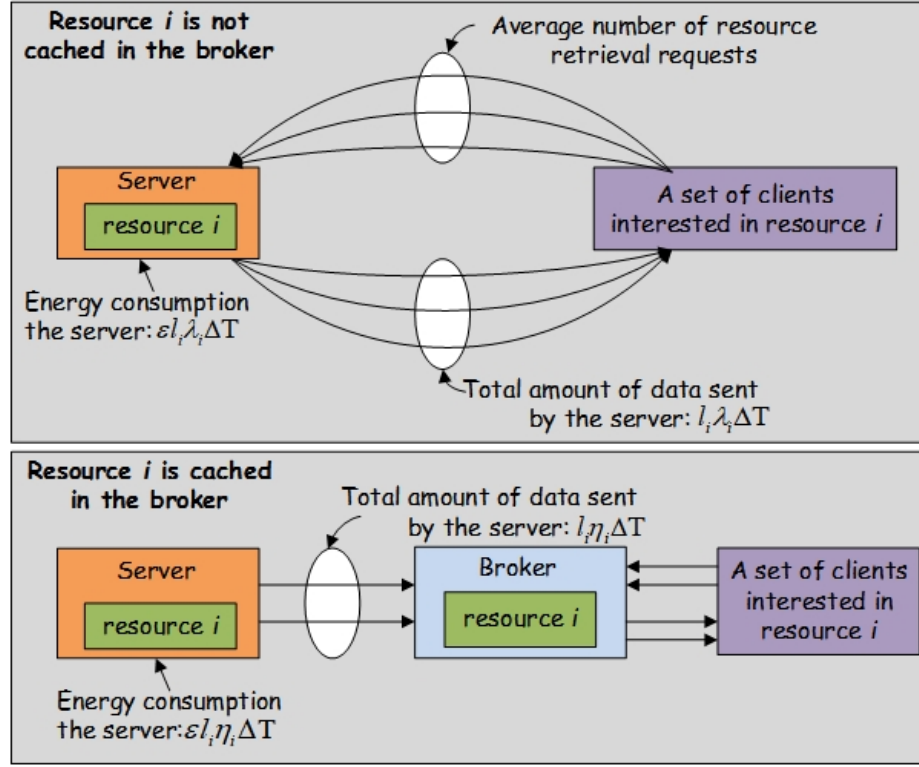 Resource i is not
cached in the broker
Average number of resource
retrieval requests
Server
resource i
A set of clients
interested in resource i
Energy consumption
the server: εlᵢλᵢΔT
Total amount of data sent
by the server: lᵢλᵢΔT
Resource i is cached
in the broker
Total amount of data sent
by the server: lᵢηᵢΔT
Server
resource i
Broker
resource i
A set of clients
interested in
resource i
Energy consumption
the server:εlᵢηᵢΔT